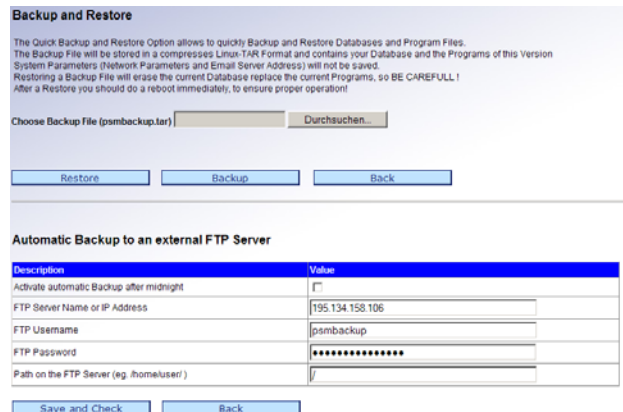 Backup and Restore
The Quick Backup and Restore Option allows to quickly Backup and Restore Databases and Program Files.
The Backup File will be stored in a compresses Linux-TAR Format and contains your Database and the Programs of this Version
System Parameters (Network Parameters and Email Server Address) will not be saved.
Restoring a Backup File will erase the current Database replace the current Programs, so BE CAREFULL !
After a Restore you should do a reboot immediately, to ensure proper operation!
Choose Backup File (psmbackup.tar) Durchsuchen...
Restore Backup Back
Automatic Backup to an external FTP Server
Description Value
Activate automatic Backup after midnight
FTP Server Name or IP Address 195.134.158.106
FTP Username psmbackup
FTP Password •••••••••••••••
Path on the FTP Server (eg. /home/user/ ) /
Save and Check Back